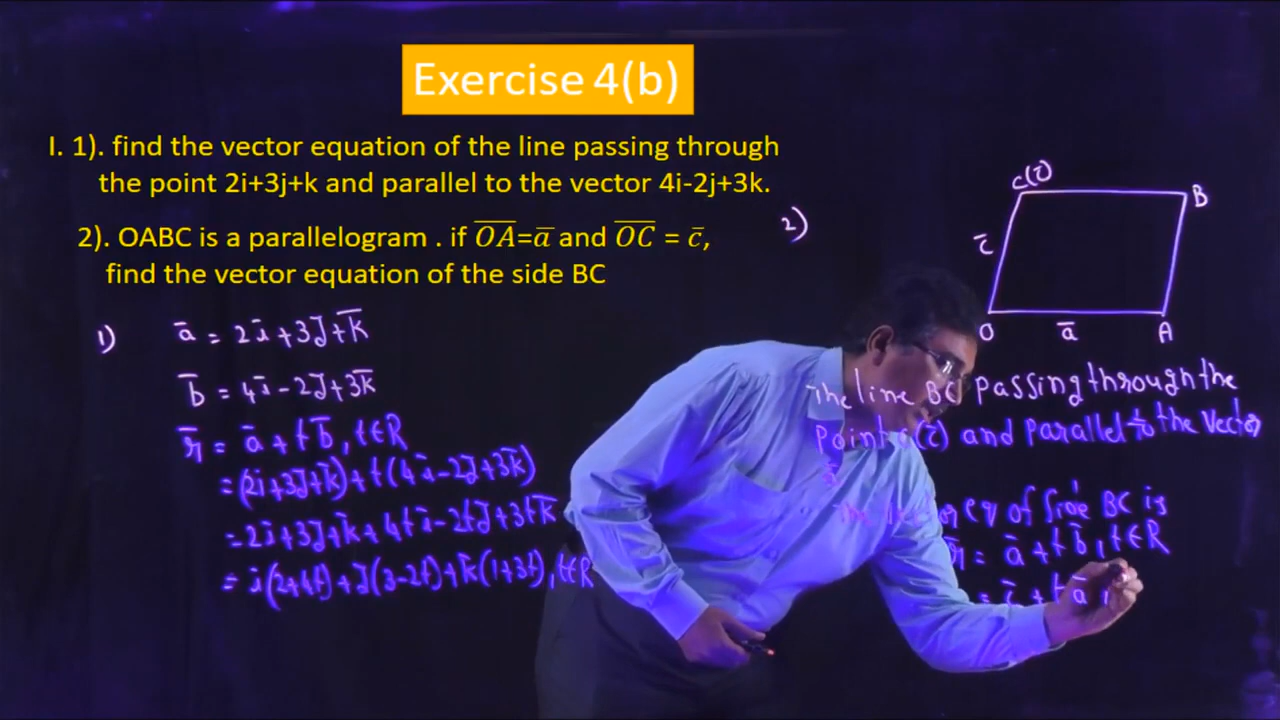 Exercise 4(b)
I. 1). find the vector equation of the line passing through
the point 2i+3j+k and parallel to the vector 4i-2j+3k.
2). OABC is a parallelogram . if O̅A̅=a̅ and O̅C̅ = c̅,
find the vector equation of the side BC
1) a̅ = 2i̅+3j̅+k̅
b̅ = 4i̅-2j̅+3k̅
r̅ = a̅+tb̅, t∈R
= (2i̅+3j̅+k̅)+t(4i̅-2j̅+3k̅)
= 2i̅+3j̅+k̅+4ti̅-2tj̅+3tk̅
= i̅(2+4t)+j̅(3-2t)+k̅(1+3t), t∈R
2)
C(c̅) B
c̅
O a̅ A
The line BC passing through the
point (c̅) and parallel to the vector
a̅
the eq of side BC is
r̅ = a̅+tb̅, t∈R
= c̅+ta̅,